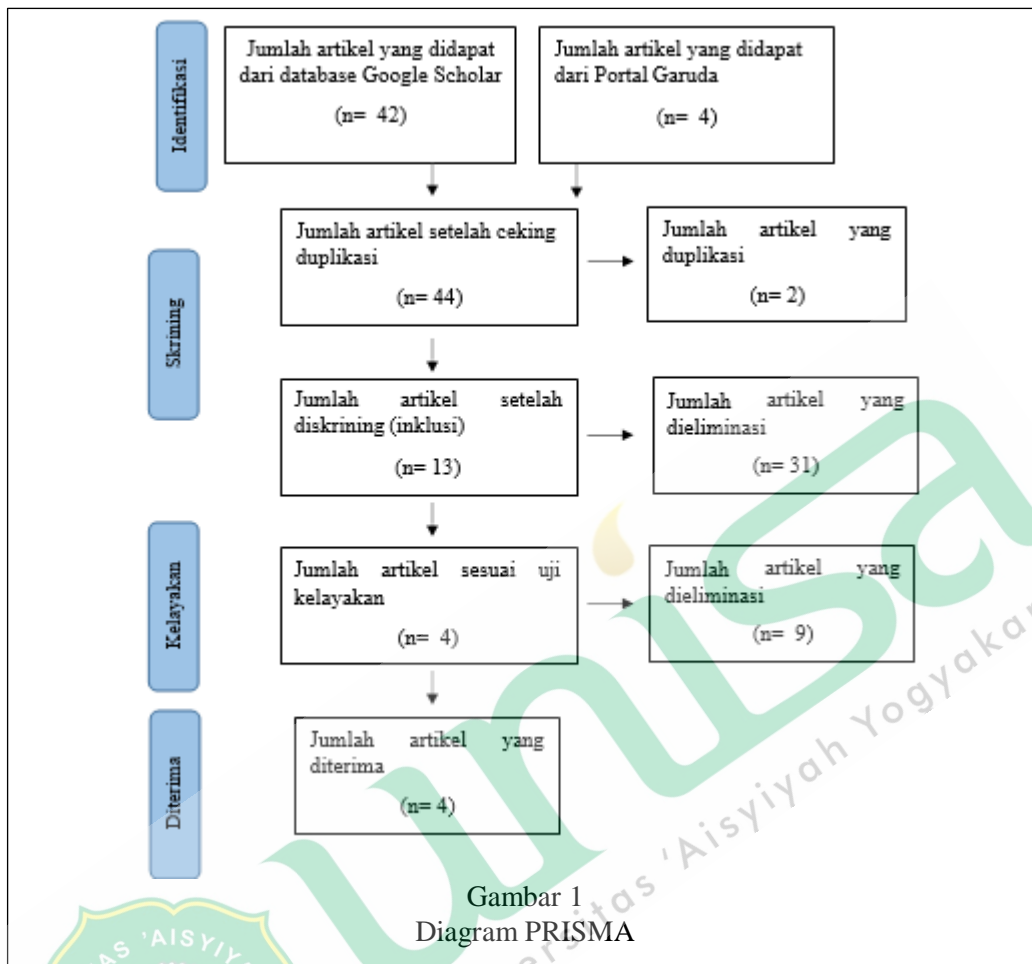 Identifikasi
Jumlah artikel yang didapat
dari database Google Scholar
(n= 42)
Jumlah artikel yang didapat
dari Portal Garuda
(n= 4)
Skrining
Jumlah artikel setelah ceking
duplikasi
(n= 44)
Jumlah artikel yang
duplikasi
(n= 2)
Jumlah artikel setelah
diskrining (inklusi)
(n= 13)
Jumlah artikel yang
dieliminasi
(n= 31)
Kelayakan
Jumlah artikel sesuai uji
kelayakan
(n= 4)
Jumlah artikel yang
dieliminasi
(n= 9)
Diterima
Jumlah artikel yang
diterima
(n= 4)
unisa
'Aisyiyah
Gambar 1
Diagram PRISMA